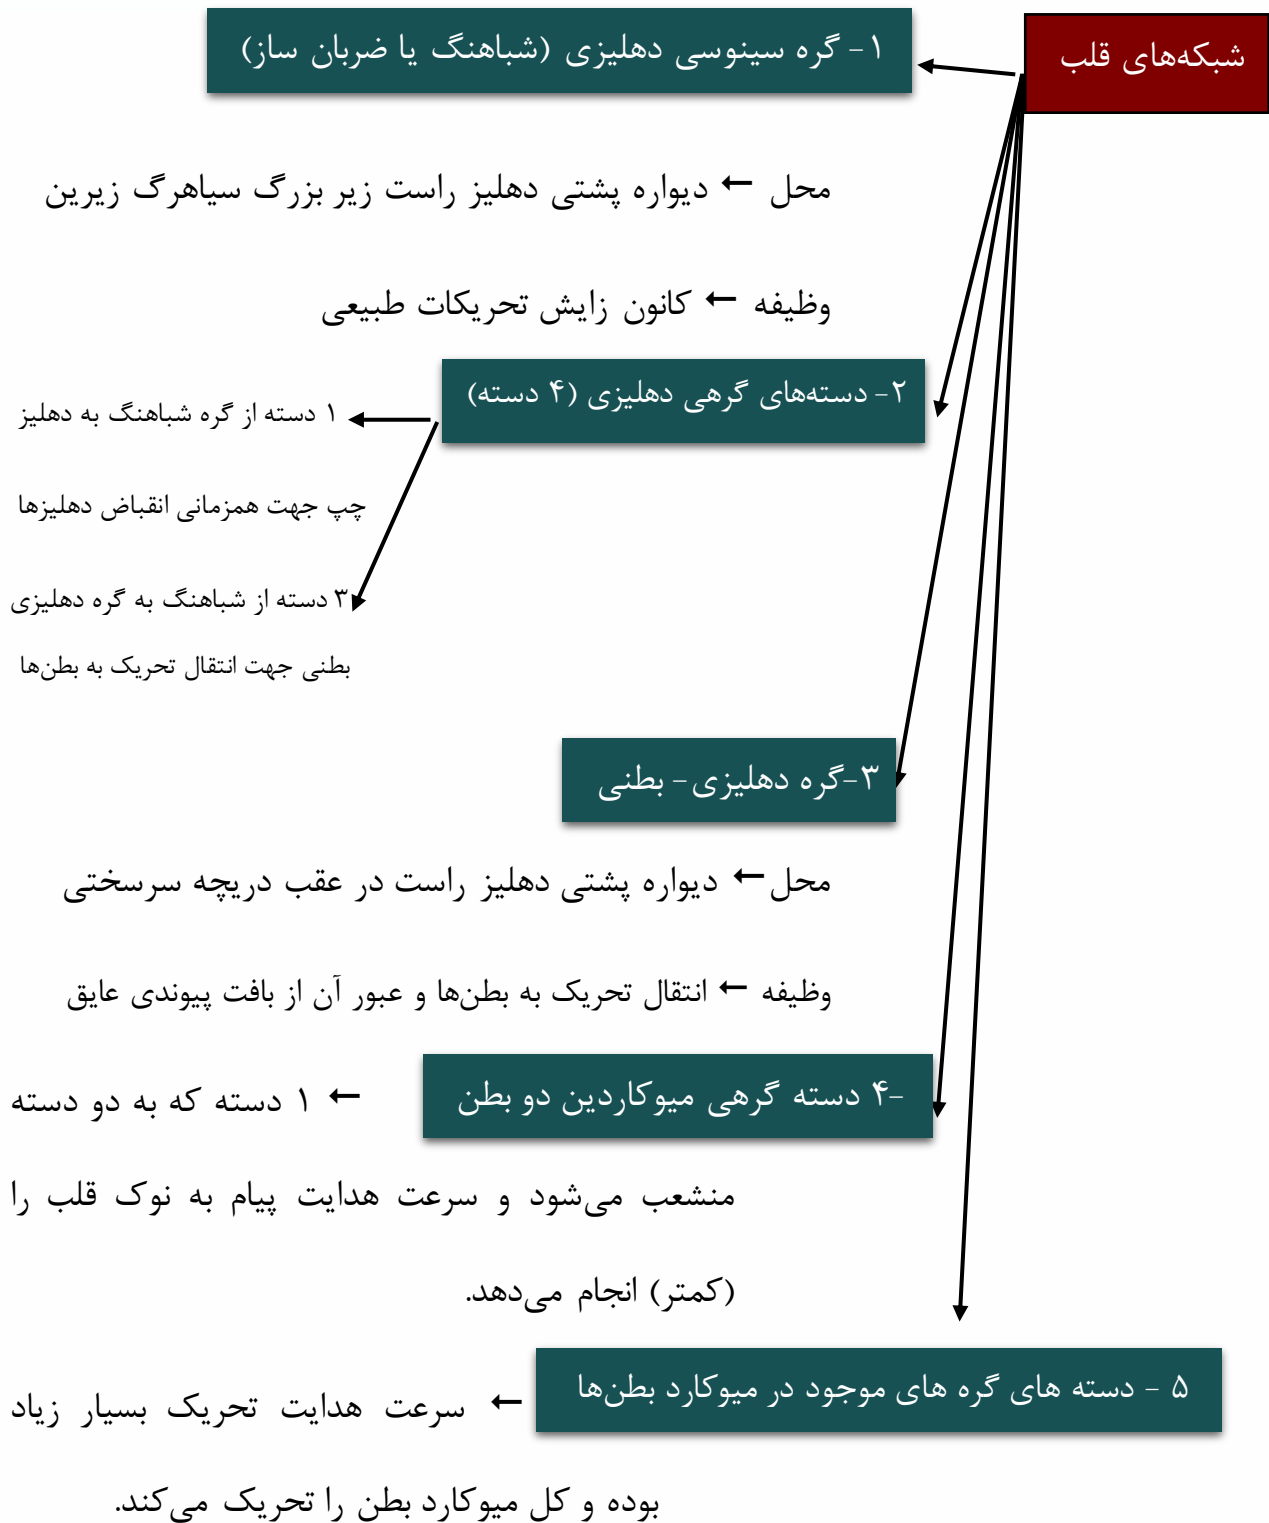 شبکه‌های قلب
۱- گره سینوسی دهلیزی (شباهنگ یا ضربان ساز)
محل ← دیواره پشتی دهلیز راست زیر بزرگ سیاهرگ زیرین
وظیفه ← کانون زایش تحریکات طبیعی
۲- دسته‌های گرهی دهلیزی (۴ دسته)
۱ دسته از گره شباهنگ به دهلیز
چپ جهت همزمانی انقباض دهلیزها
۳ دسته از شباهنگ به گره دهلیزی
بطنی جهت انتقال تحریک به بطن‌ها
۳-گره دهلیزی- بطنی
محل← دیواره پشتی دهلیز راست در عقب دریچه سرسختی
وظیفه ← انتقال تحریک به بطن‌ها و عبور آن از بافت پیوندی عایق
-۴ دسته گرهی میوکاردین دو بطن
← ۱ دسته که به دو دسته
منشعب می‌شود و سرعت هدایت پیام به نوک قلب را
(کمتر) انجام می‌دهد.
۵ - دسته های گره های موجود در میوکارد بطن‌ها
← سرعت هدایت تحریک بسیار زیاد
بوده و کل میوکارد بطن را تحریک می‌کند.